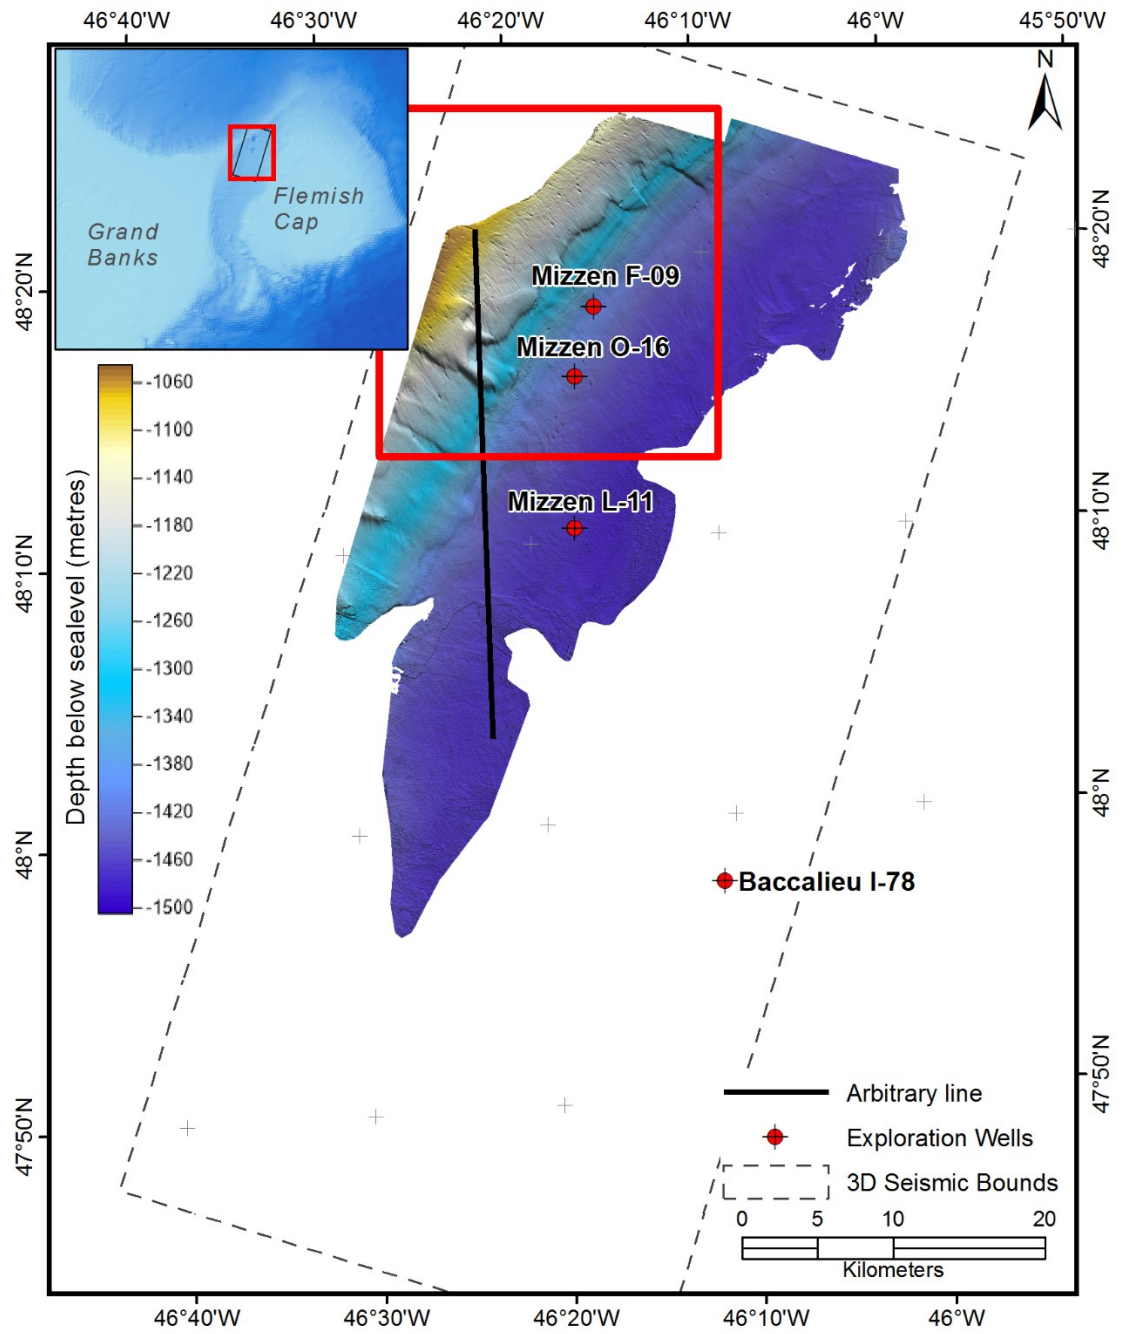 46°40'W 46°30'W 46°20'W 46°10'W 46°W 45°50'W
N
Grand
Banks
Flemish
Cap
48°20'N
48°10'N
48°N
47°50'N
48°20'N
48°10'N
48°N
47°50'N
Mizzen F-09
Mizzen O-16
Mizzen L-11
Baccalieu I-78
Depth below sealevel (metres)
-1060
-1100
-1140
-1180
-1220
-1260
-1300
-1340
-1380
-1420
-1460
-1500
Arbitrary line
Exploration Wells
3D Seismic Bounds
0 5 10 20
Kilometers
46°40'W 46°30'W 46°20'W 46°10'W 46°W